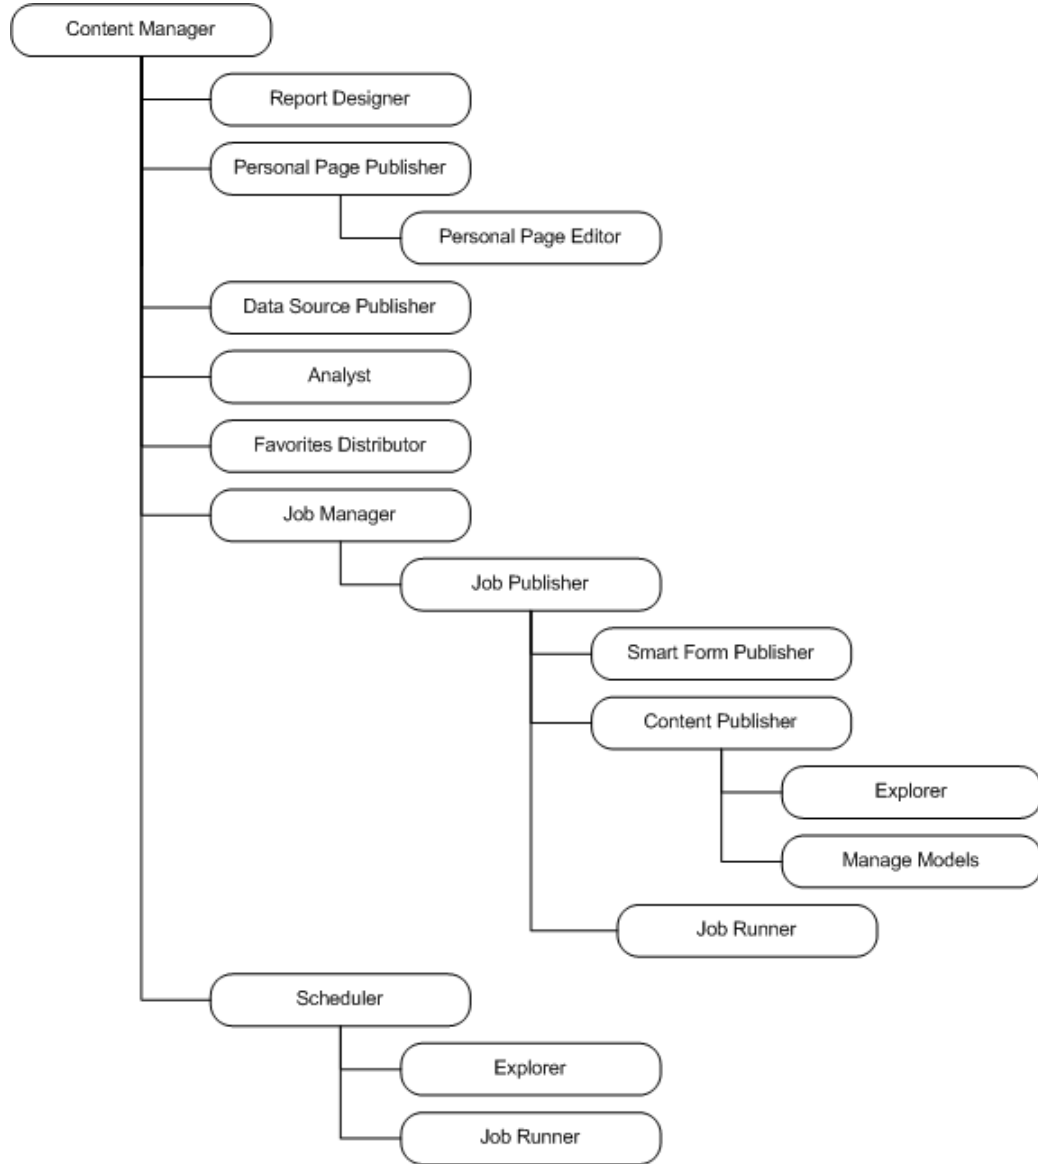 Content Manager
Report Designer
Personal Page Publisher
Personal Page Editor
Data Source Publisher
Analyst
Favorites Distributor
Job Manager
Job Publisher
Smart Form Publisher
Content Publisher
Explorer
Manage Models
Job Runner
Scheduler
Explorer
Job Runner